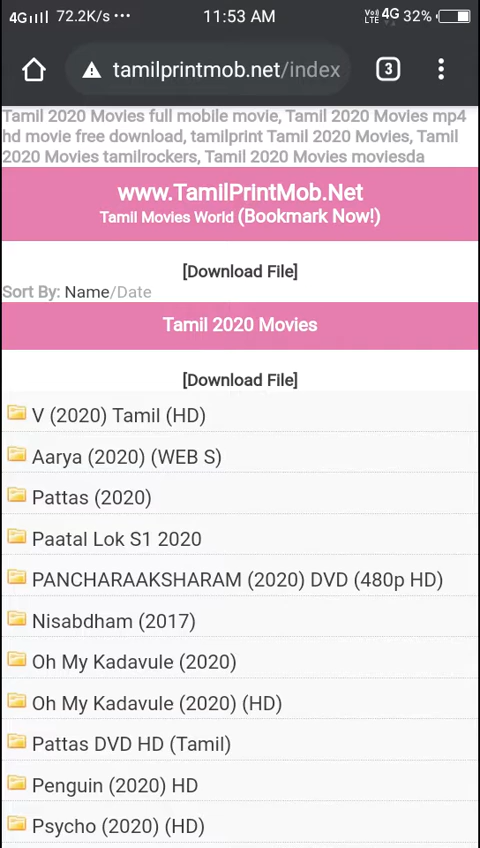 4G 72.2K/s ••• 11:53 AM VoLTE 4G 32%
tamilprintmob.net/index 3
Tamil 2020 Movies full mobile movie, Tamil 2020 Movies mp4
hd movie free download, tamilprint Tamil 2020 Movies, Tamil
2020 Movies tamilrockers, Tamil 2020 Movies moviesda
www.TamilPrintMob.Net
Tamil Movies World (Bookmark Now!)
[Download File]
Sort By: Name/Date
Tamil 2020 Movies
[Download File]
V (2020) Tamil (HD)
Aarya (2020) (WEB S)
Pattas (2020)
Paatal Lok S1 2020
PANCHARAAKSHARAM (2020) DVD (480p HD)
Nisabdham (2017)
Oh My Kadavule (2020)
Oh My Kadavule (2020) (HD)
Pattas DVD HD (Tamil)
Penguin (2020) HD
Psycho (2020) (HD)